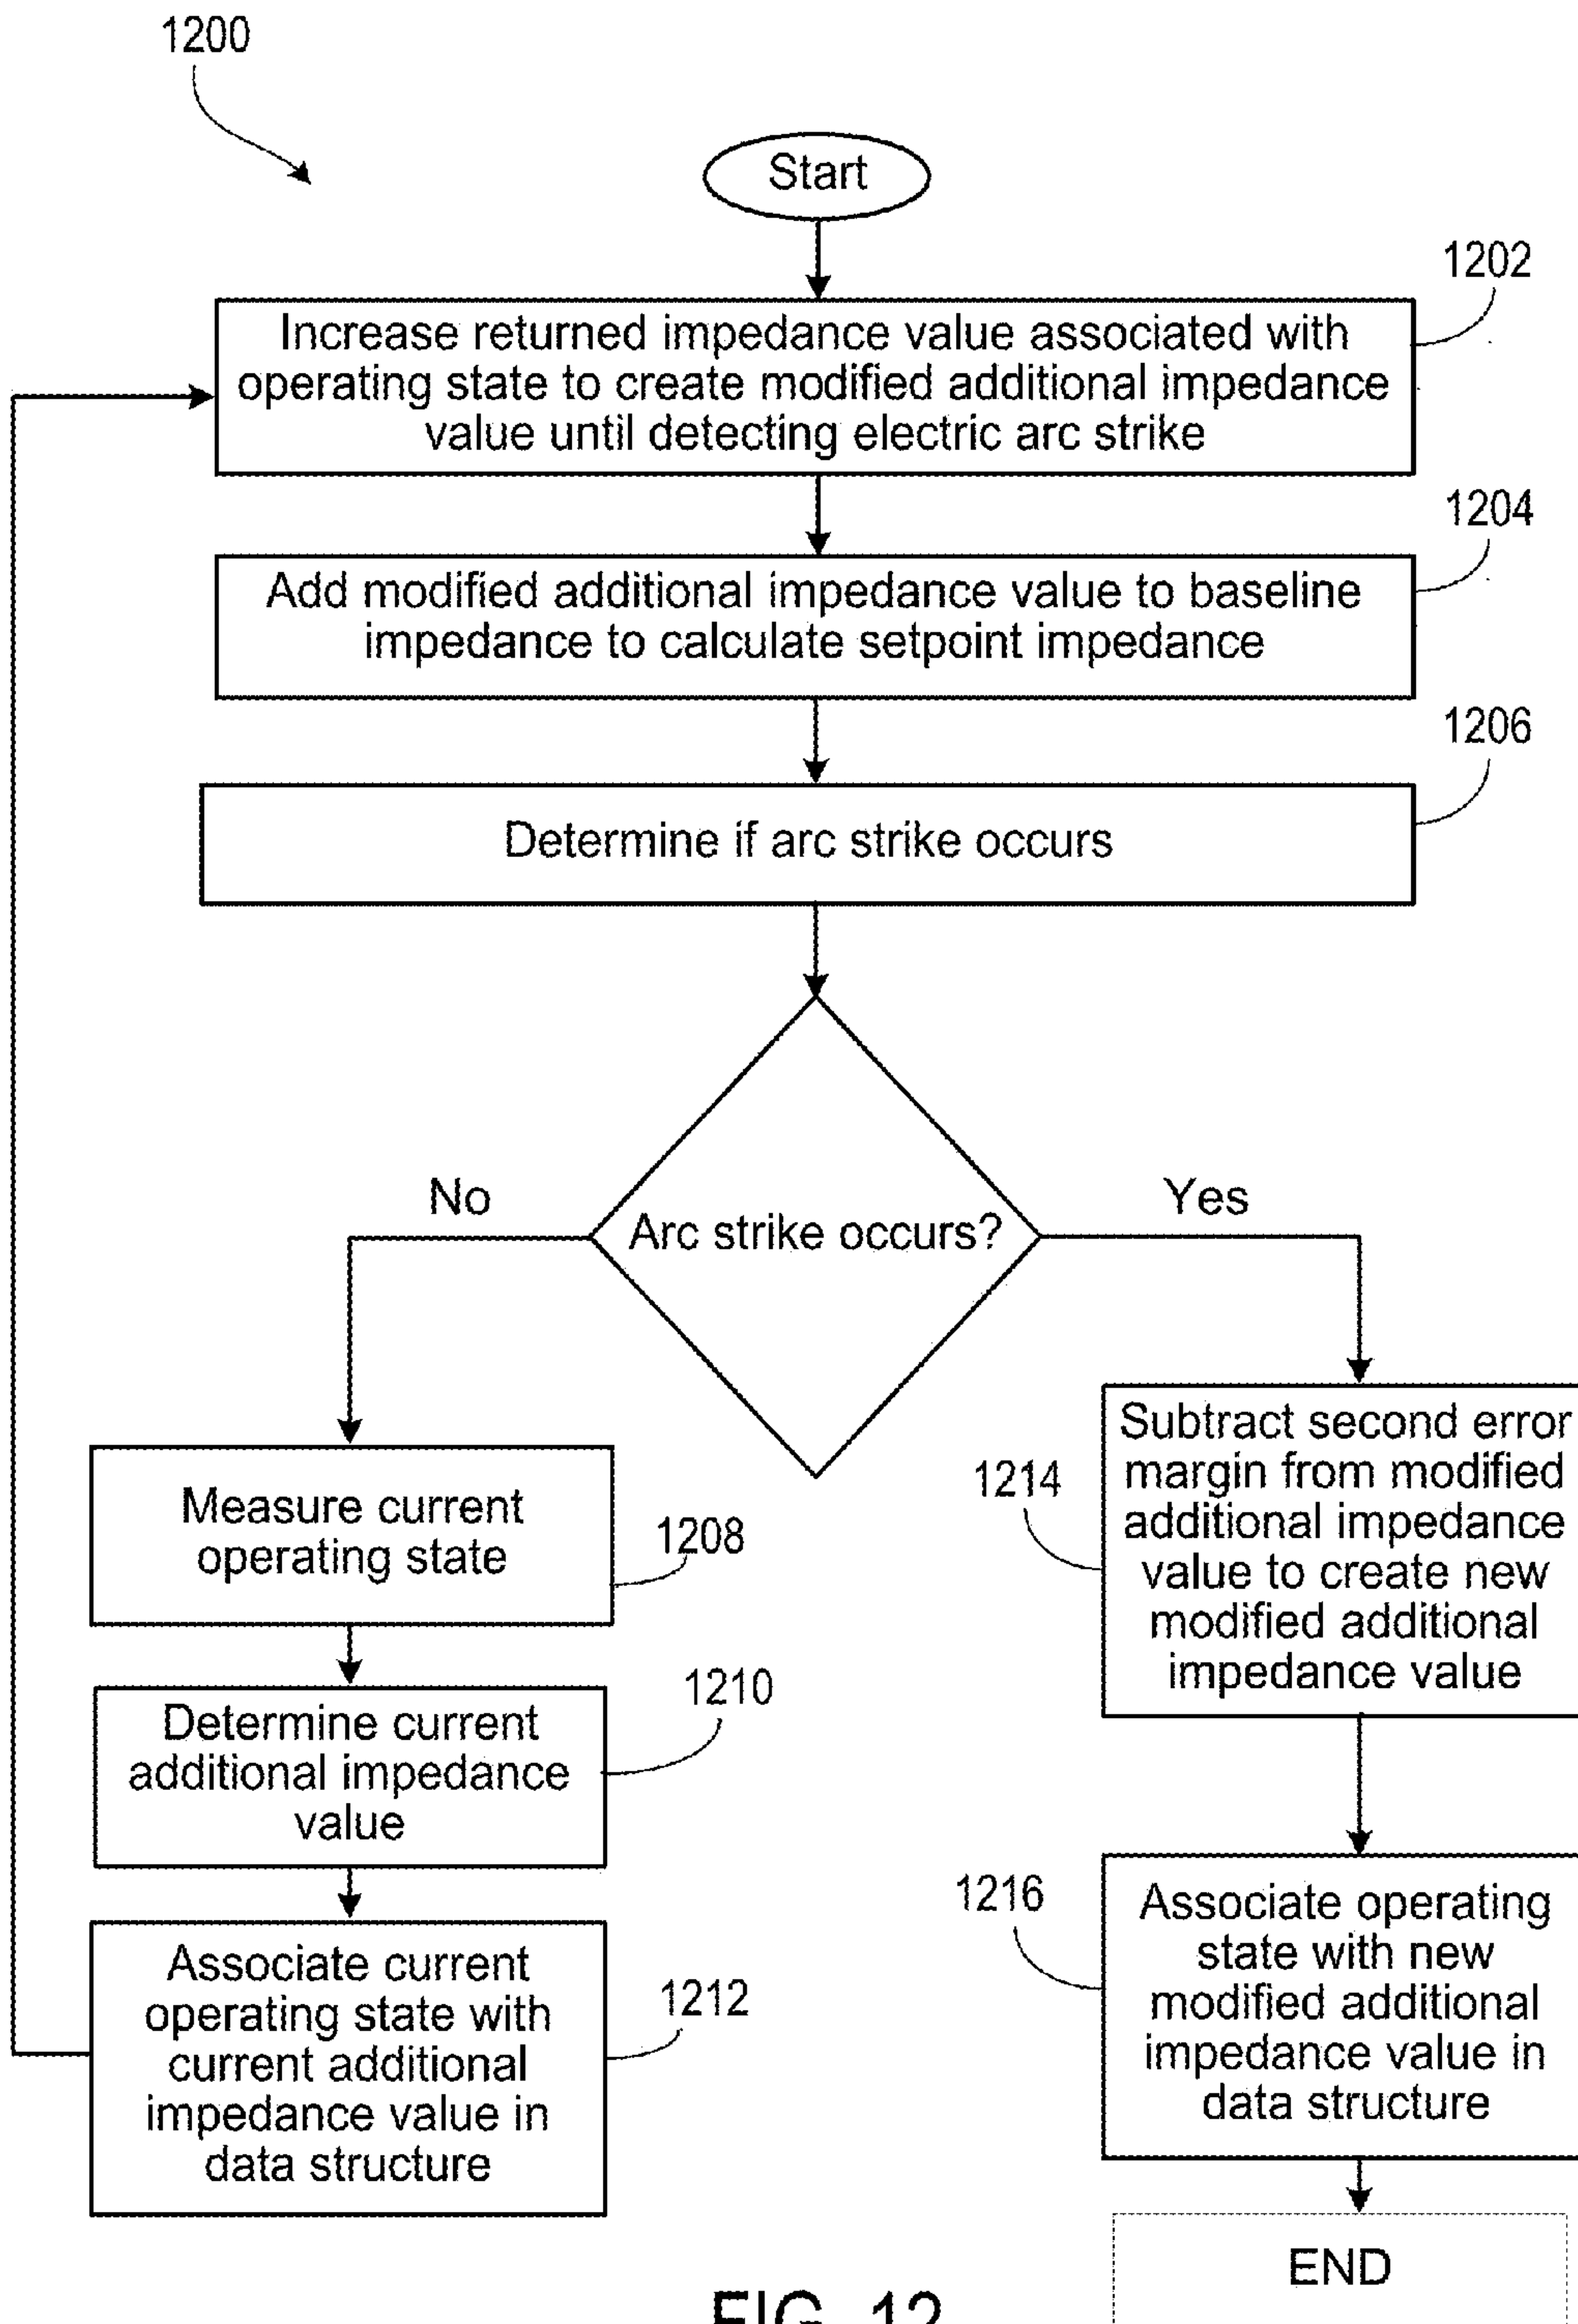 1200
Start
1202
Increase returned impedance value associated with
operating state to create modified additional impedance
value until detecting electric arc strike
1204
Add modified additional impedance value to baseline
impedance to calculate setpoint impedance
1206
Determine if arc strike occurs
Arc strike occurs?
No
Yes
Measure current
operating state
1208
Determine current
additional impedance
value
1210
Associate current
operating state with
current additional
impedance value in
data structure
1212
Subtract second error
margin from modified
additional impedance
value to create new
modified additional
impedance value
1214
Associate operating
state with new
modified additional
impedance value in
data structure
1216
END
FIG. 12